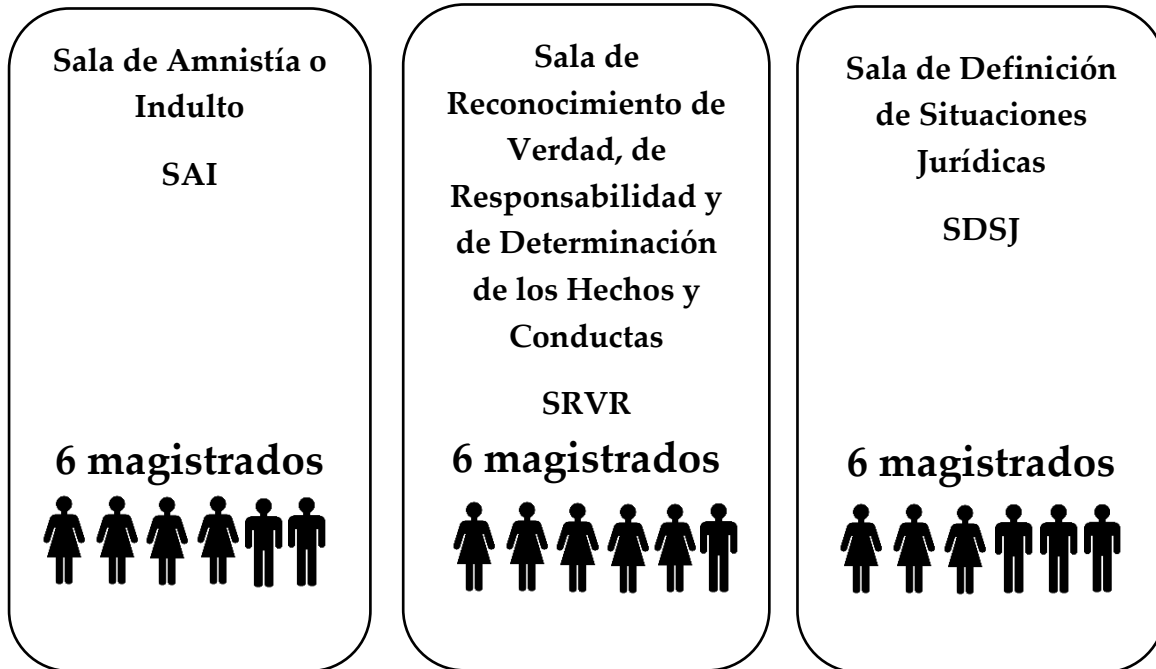 Sala de Amnistía o
Indulto
SAI
6 magistrados
Sala de
Reconocimiento de
Verdad, de
Responsabilidad y
de Determinación
de los Hechos y
Conductas
SRVR
6 magistrados
Sala de Definición
de Situaciones
Jurídicas
SDSJ
6 magistrados